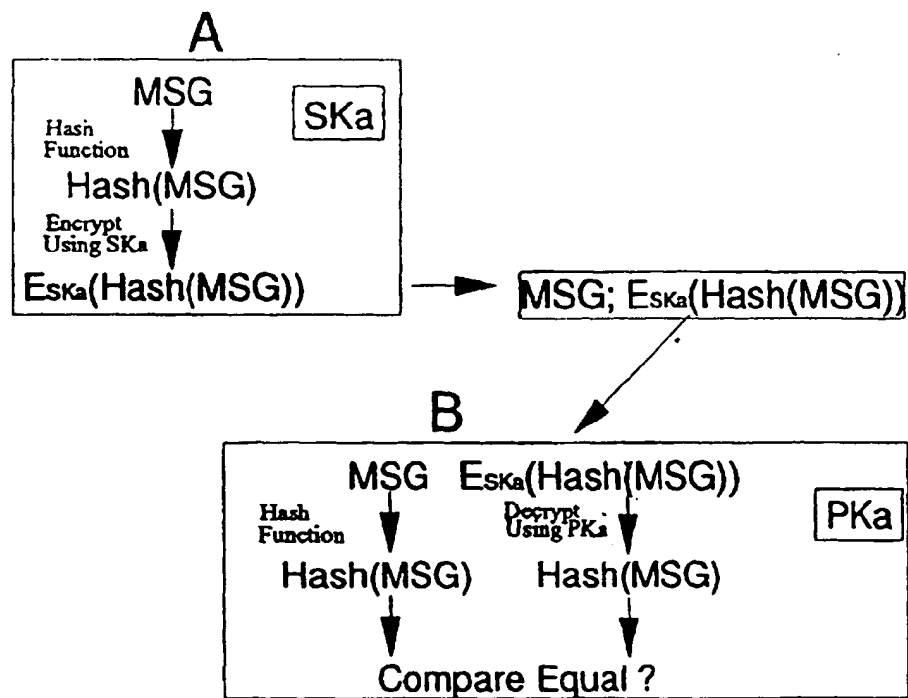 A
MSG
SKa
Hash
Function
Hash(MSG)
Encrypt
Using SKa
ESKa(Hash(MSG))
MSG; ESKa(Hash(MSG))
B
MSG ESKa(Hash(MSG))
Hash
Function
Decrypt
Using PKa
PKa
Hash(MSG) Hash(MSG)
Compare Equal ?